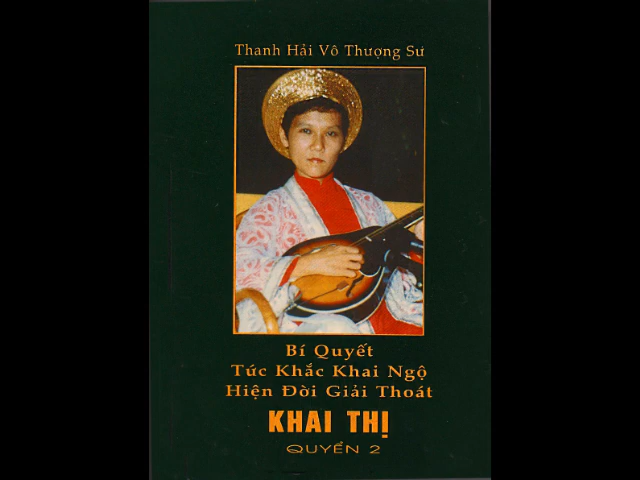 Thanh Hải Vô Thượng Sư
Bí Quyết
Tức Khắc Khai Ngộ
Hiện Đời Giải Thoát
KHAI THỊ
QUYỂN 2